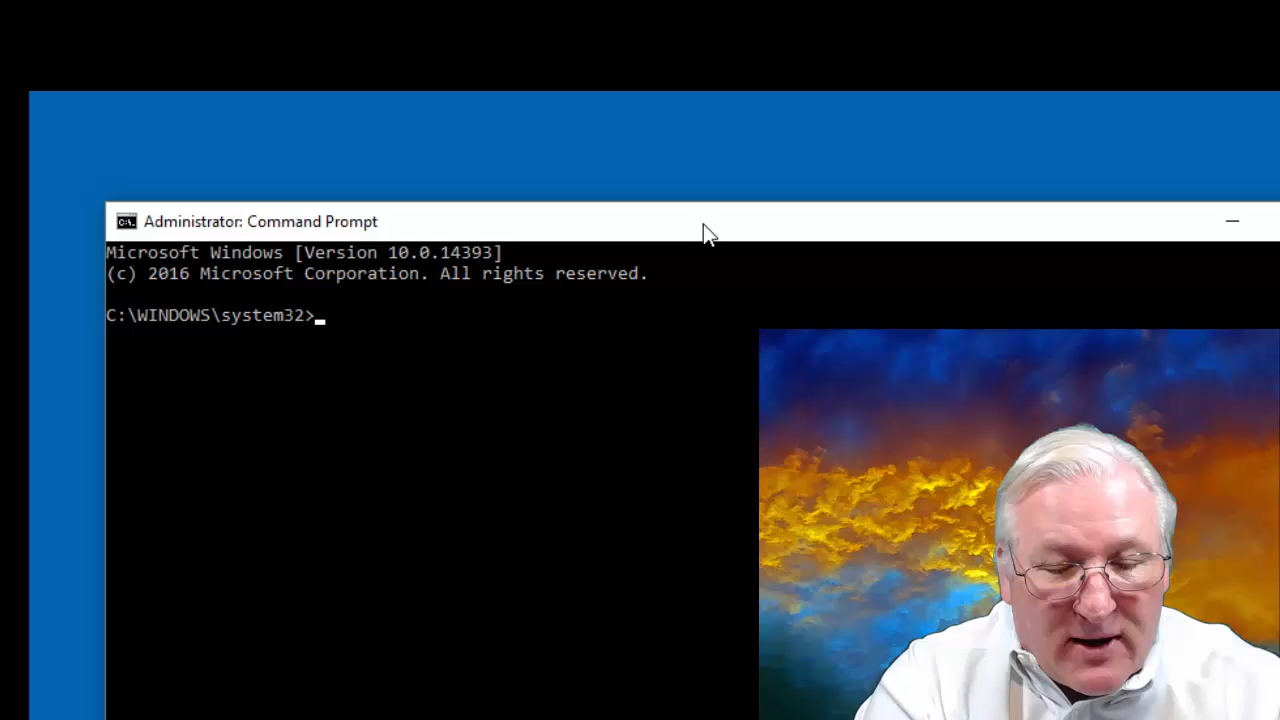 Administrator: Command Prompt
Microsoft Windows [Version 10.0.14393]
(c) 2016 Microsoft Corporation. All rights reserved.
C:\WINDOWS\system32>